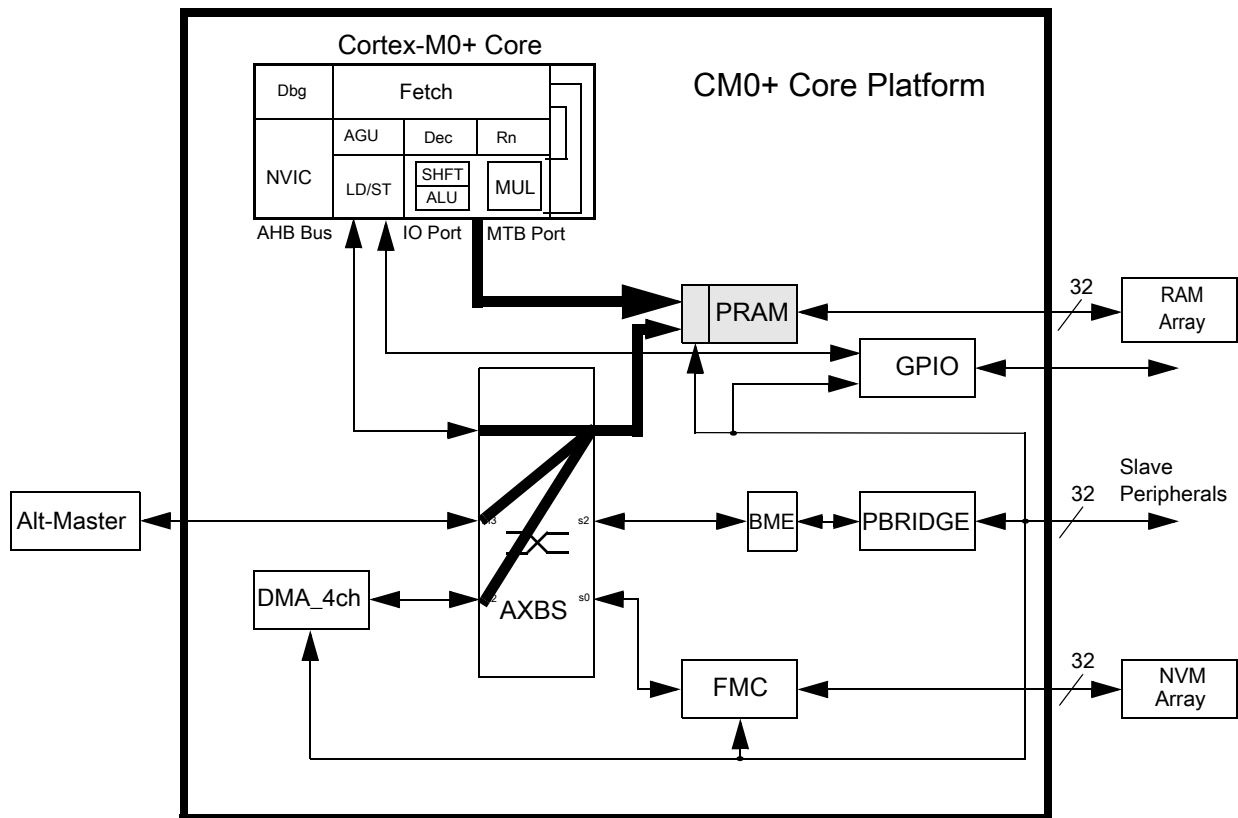 Cortex-M0+ Core
CM0+ Core Platform
Dbg
Fetch
AGU
Dec
Rn
NVIC
LD/ST
SHFT
ALU
MUL
AHB Bus
IO Port
MTB Port
PRAM
32
RAM
Array
GPIO
Alt-Master
s2
BME
PBRIDGE
32
Slave
Peripherals
DMA_4ch
AXBS
s0
FMC
32
NVM
Array